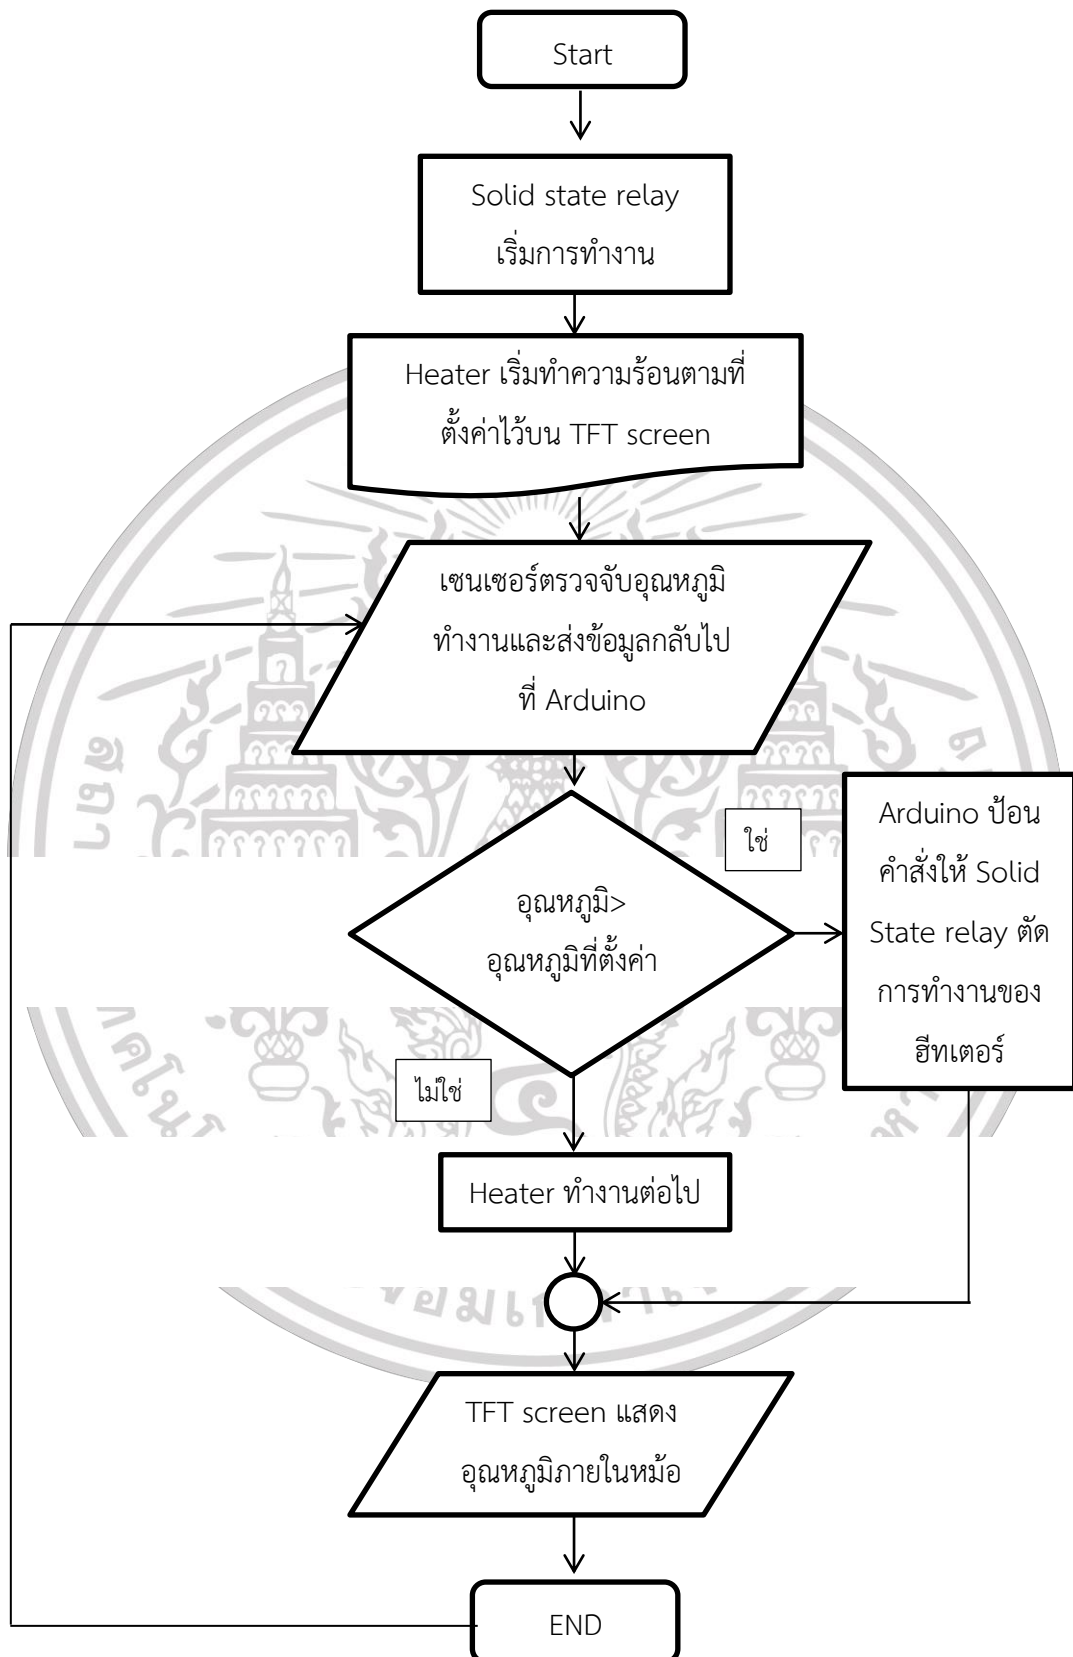 Start
Solid state relay
เริ่มการทำงาน
Heater เริ่มทำความร้อนตามที่
ตั้งค่าไว้บน TFT screen
เซนเซอร์ตรวจจับอุณหภูมิ
ทำงานและส่งข้อมูลกลับไป
ที่ Arduino
อุณหภูมิ>
อุณหภูมิที่ตั้งค่า
ใช่
Arduino ป้อน
คำสั่งให้ Solid
State relay ตัด
การทำงานของ
ฮีทเตอร์
ไม่ใช่
Heater ทำงานต่อไป
TFT screen แสดง
อุณหภูมิภายในหม้อ
END